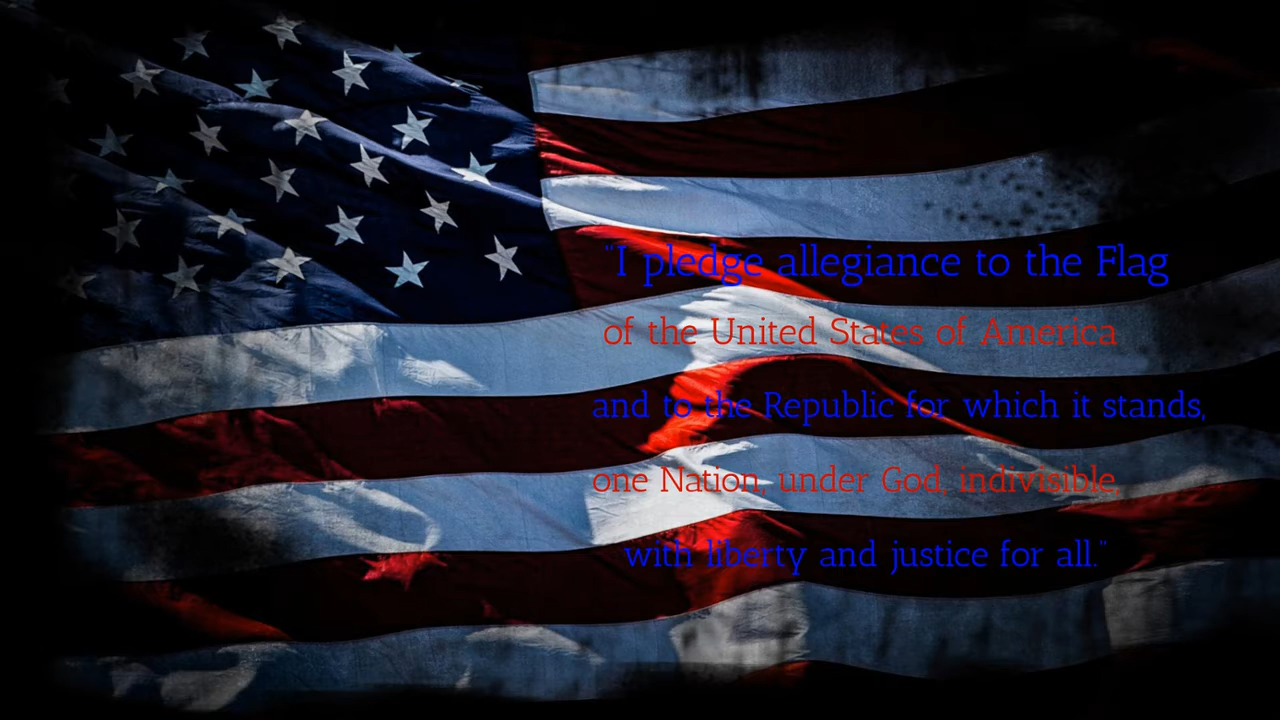 "I pledge allegiance to the Flag
of the United States of America
and to the Republic for which it stands,
one Nation, under God, indivisible,
with liberty and justice for all."